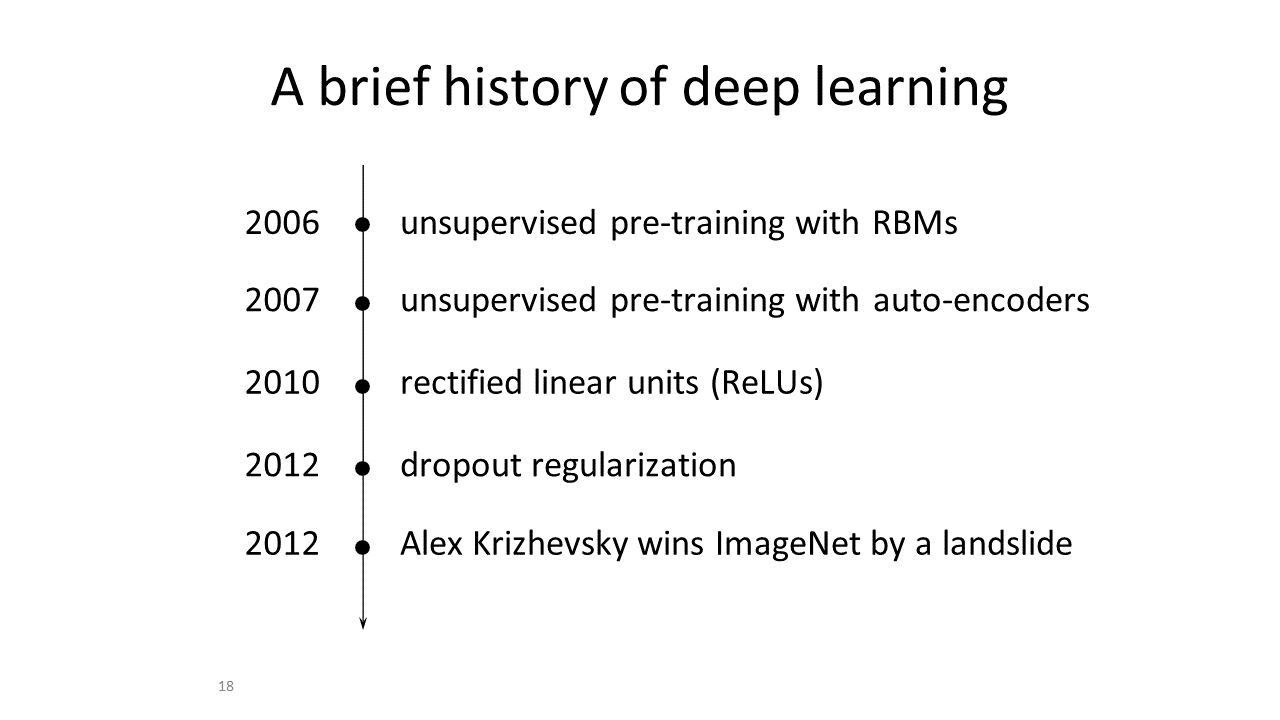 A brief history of deep learning
2006 unsupervised pre-training with RBMs
2007 unsupervised pre-training with auto-encoders
2010 rectified linear units (ReLUs)
2012 dropout regularization
2012 Alex Krizhevsky wins ImageNet by a landslide
18